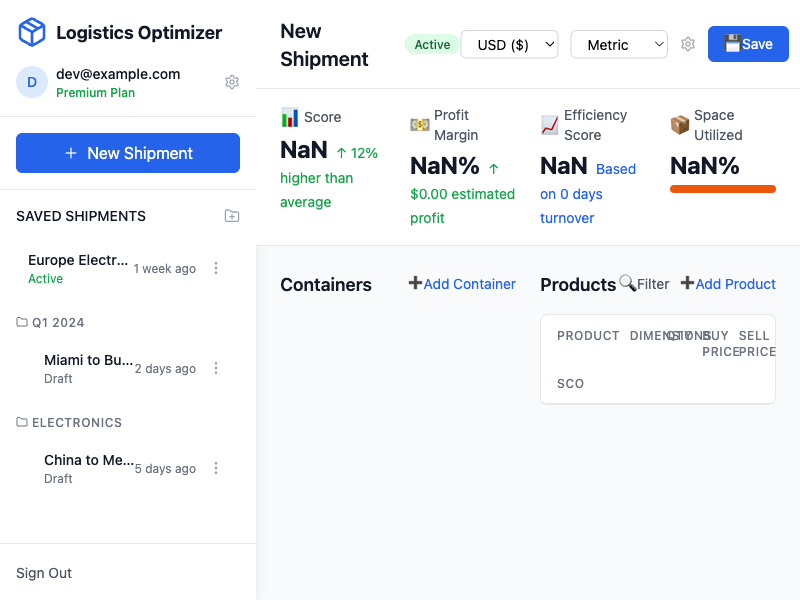 Logistics Optimizer
D
dev@example.com
Premium Plan
+ New Shipment
SAVED SHIPMENTS
Europe Electr...
Active
1 week ago
Q1 2024
Miami to Bu...
Draft
2 days ago
ELECTRONICS
China to Me...
Draft
5 days ago
Sign Out
New
Shipment
Active
USD ($)
Metric
💾Save
📊 Score
NaN ↑ 12%
higher than
average
💵 Profit
Margin
NaN% ↑
$0.00 estimated
profit
📈 Efficiency
Score
NaN Based
on 0 days
turnover
📦 Space
Utilized
NaN%
Containers
➕Add Container
Products
🔍Filter
➕Add Product
PRODUCT
DIMENSIONS
QTY
BUY
PRICE
SELL
PRICE
SCO